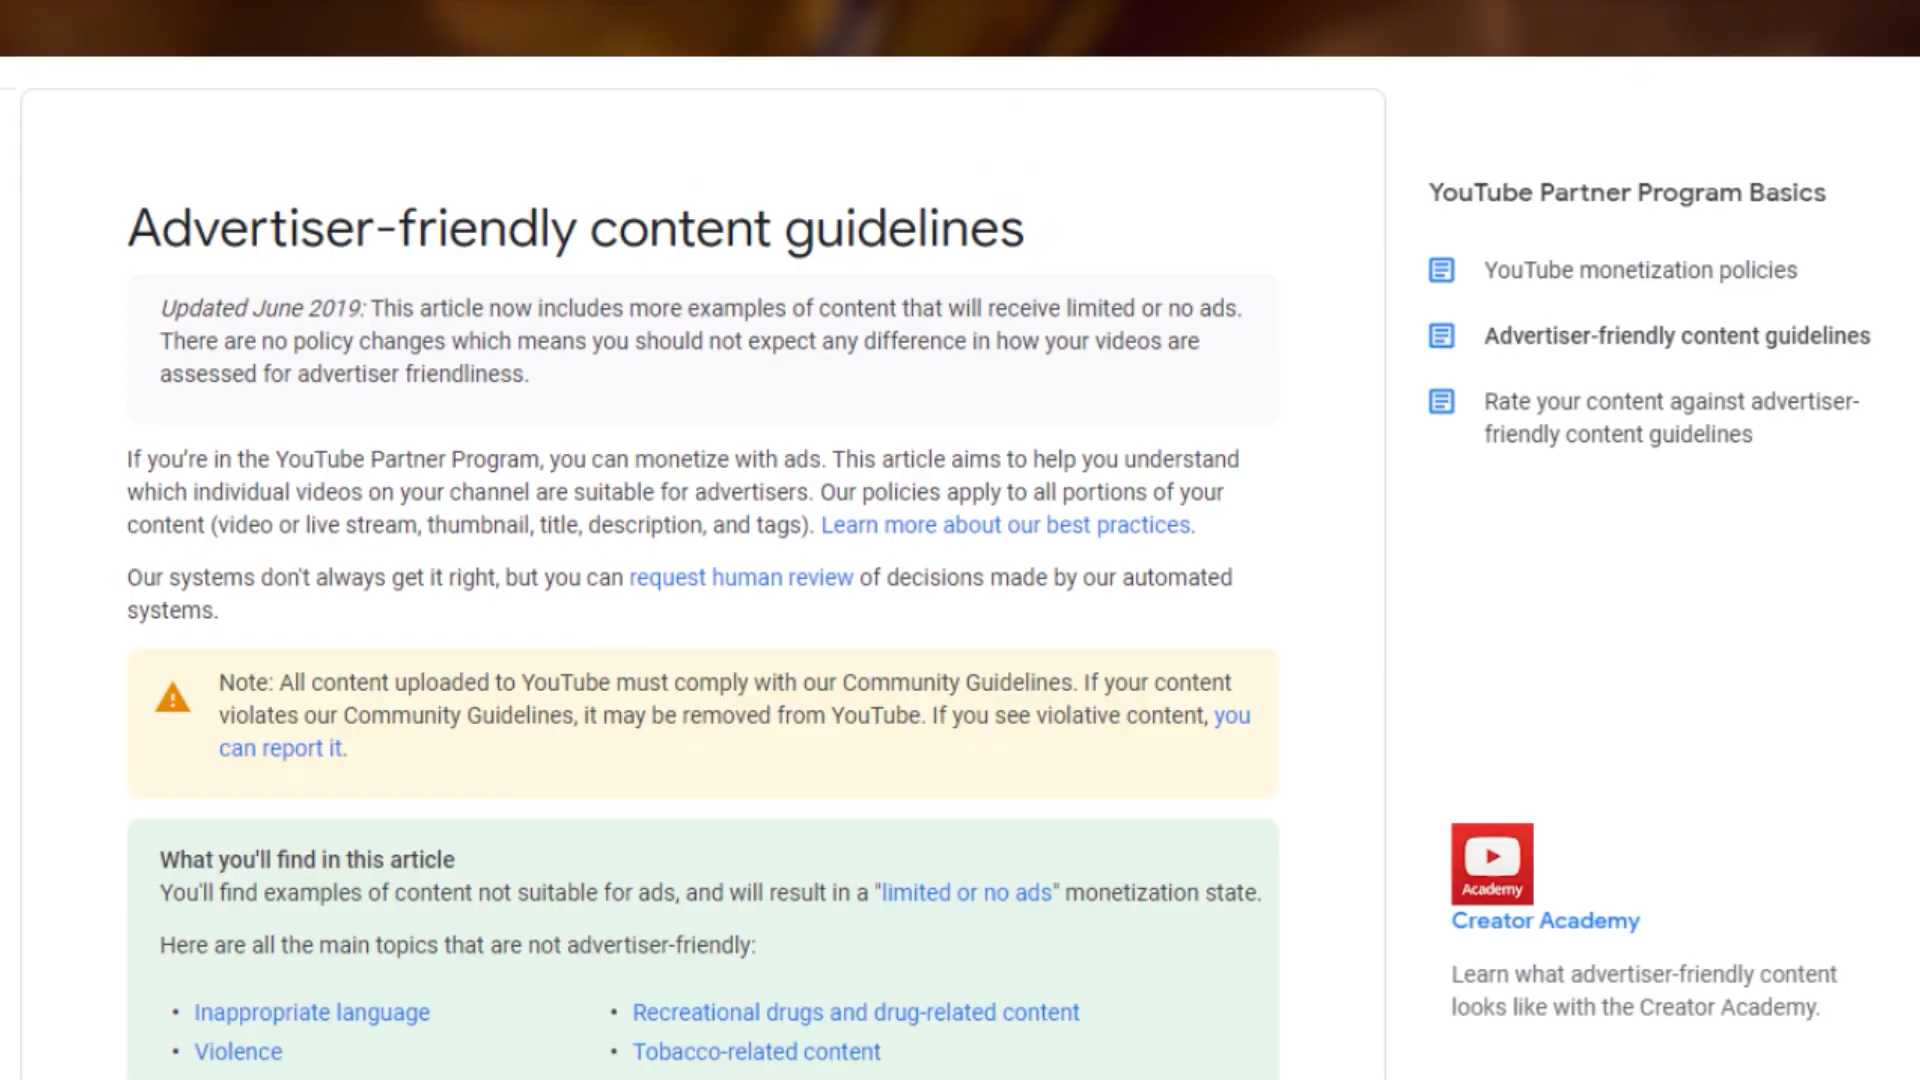 Advertiser-friendly content guidelines
Updated June 2019: This article now includes more examples of content that will receive limited or no ads.
There are no policy changes which means you should not expect any difference in how your videos are
assessed for advertiser friendliness.
If you’re in the YouTube Partner Program, you can monetize with ads. This article aims to help you understand
which individual videos on your channel are suitable for advertisers. Our policies apply to all portions of your
content (video or live stream, thumbnail, title, description, and tags). Learn more about our best practices.
Our systems don't always get it right, but you can request human review of decisions made by our automated
systems.
Note: All content uploaded to YouTube must comply with our Community Guidelines. If your content
violates our Community Guidelines, it may be removed from YouTube. If you see violative content, you
can report it.
What you'll find in this article
You'll find examples of content not suitable for ads, and will result in a "limited or no ads" monetization state.
Here are all the main topics that are not advertiser-friendly:
• Inappropriate language
• Violence
• Recreational drugs and drug-related content
• Tobacco-related content
YouTube Partner Program Basics
YouTube monetization policies
Advertiser-friendly content guidelines
Rate your content against advertiser-
friendly content guidelines
Academy
Creator Academy
Learn what advertiser-friendly content
looks like with the Creator Academy.